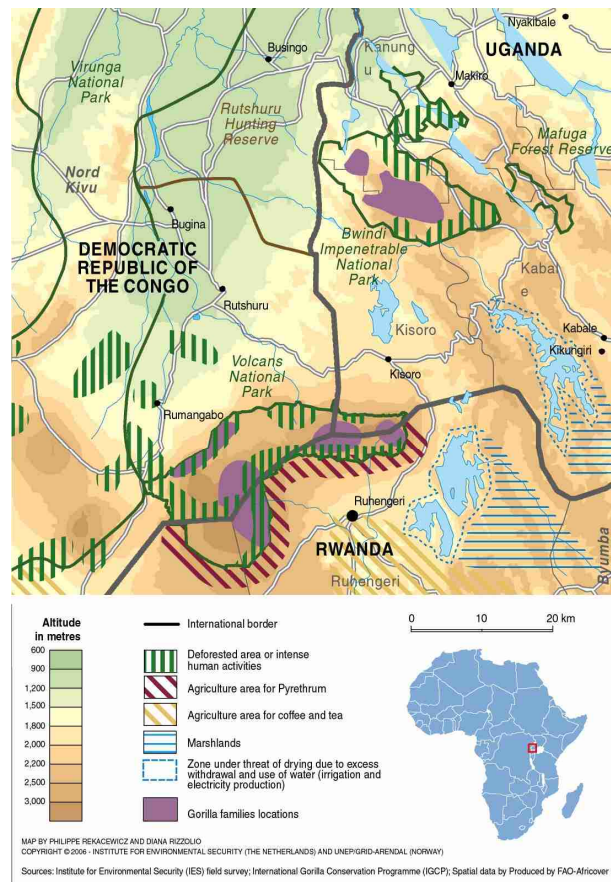 Nyakibale
Kanung
u
UGANDA
Busingo
Virunga
National
Park
Makiro
Rutshuru
Hunting
Reserve
Mafuga
Forest Reserve
Nord
Kivu
Bugina
Bwindi
Impenetrable
National
Park
DEMOCRATIC
REPUBLIC OF
THE CONGO
Kabat
e
Rutshuru
Kisoro
Kabale
Kikungiri
Volcans
National
Park
Kisoro
Rumangabo
Ruhengeri
RWANDA
Ruhengeri
Byumba
Altitude
in metres
600
900
1,200
1,500
1,800
2,000
2,200
2,500
3,000
International border
Deforested area or intense
human activities
Agriculture area for Pyrethrum
Agriculture area for coffee and tea
Marshlands
Zone under threat of drying due to excess
withdrawal and use of water (irrigation and
electricity production)
Gorilla families locations
0 10 20 km
MAP BY PHILIPPE REKACEWICZ AND DIANA RIZZOLIO
COPYRIGHT © 2006 - INSTITUTE FOR ENVIRONMENTAL SECURITY (THE NETHERLANDS) AND UNEP/GRID-ARENDAL (NORWAY)
Sources: Institute for Environmental Security (IES) field survey; International Gorilla Conservation Programme (IGCP); Spatial data by Produced by FAO-Africover